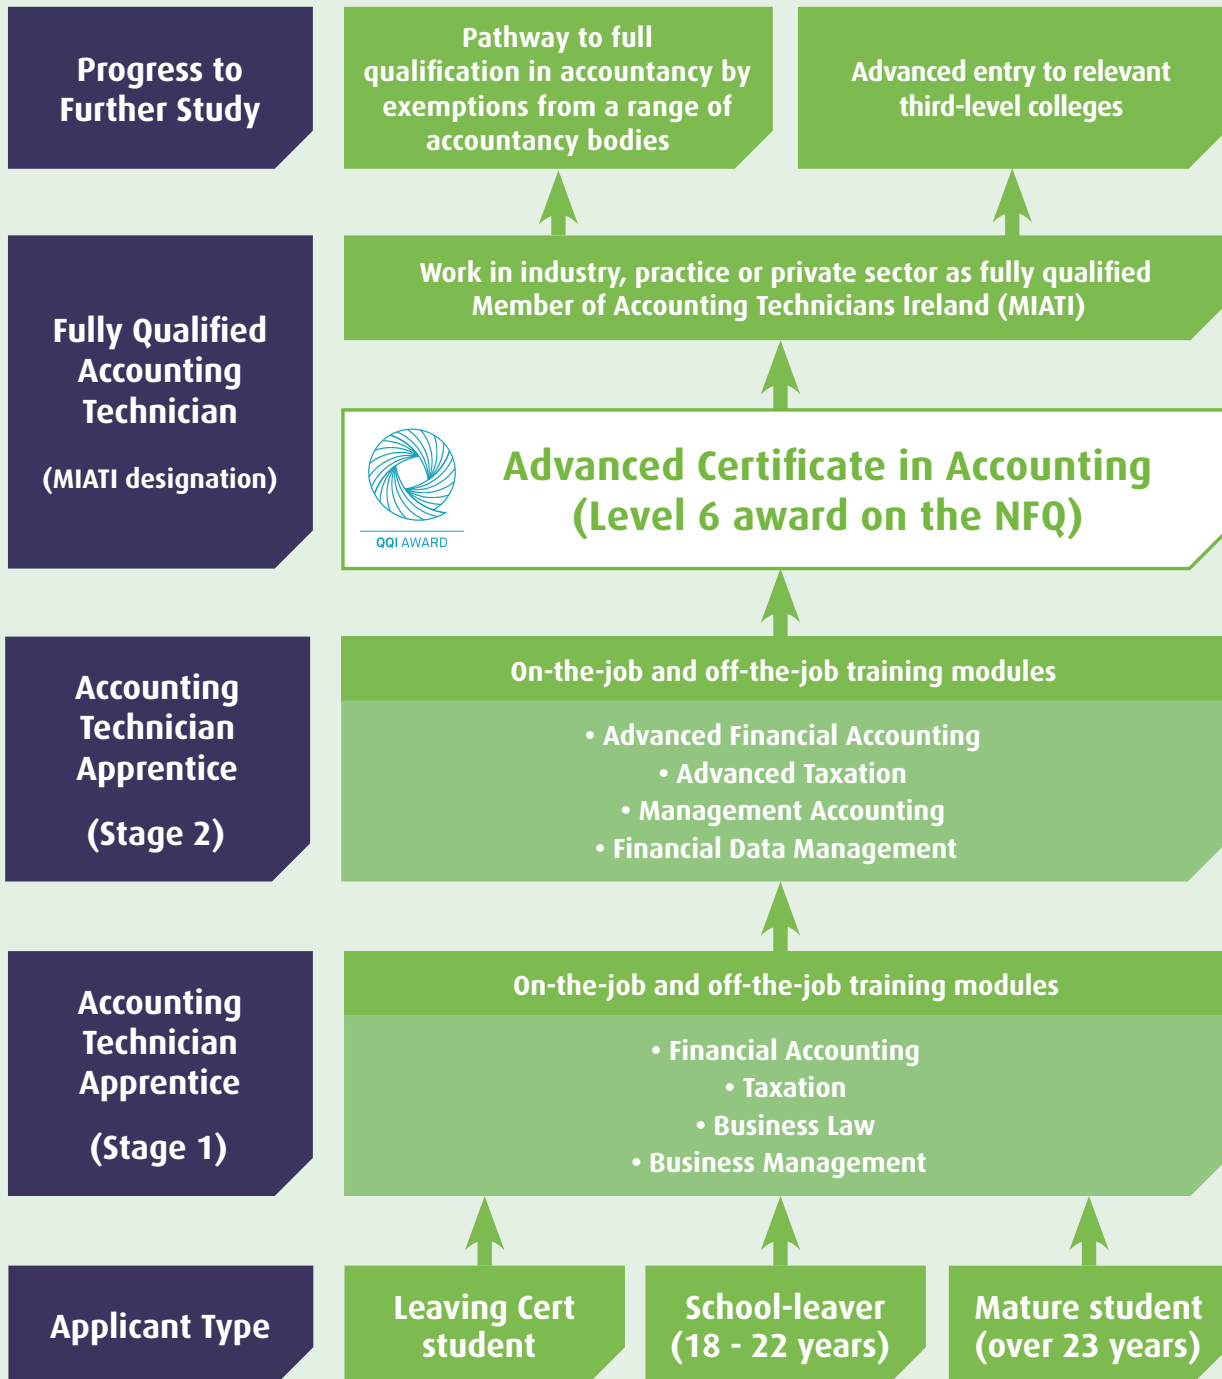 Progress to
Further Study
Pathway to full
qualification in accountancy by
exemptions from a range of
accountancy bodies
Advanced entry to relevant
third-level colleges
Fully Qualified
Accounting
Technician
(MIATI designation)
Work in industry, practice or private sector as fully qualified
Member of Accounting Technicians Ireland (MIATI)
QQI AWARD
Advanced Certificate in Accounting
(Level 6 award on the NFQ)
Accounting
Technician
Apprentice
(Stage 2)
On-the-job and off-the-job training modules
• Advanced Financial Accounting
• Advanced Taxation
• Management Accounting
• Financial Data Management
Accounting
Technician
Apprentice
(Stage 1)
On-the-job and off-the-job training modules
• Financial Accounting
• Taxation
• Business Law
• Business Management
Applicant Type
Leaving Cert
student
School-leaver
(18 - 22 years)
Mature student
(over 23 years)